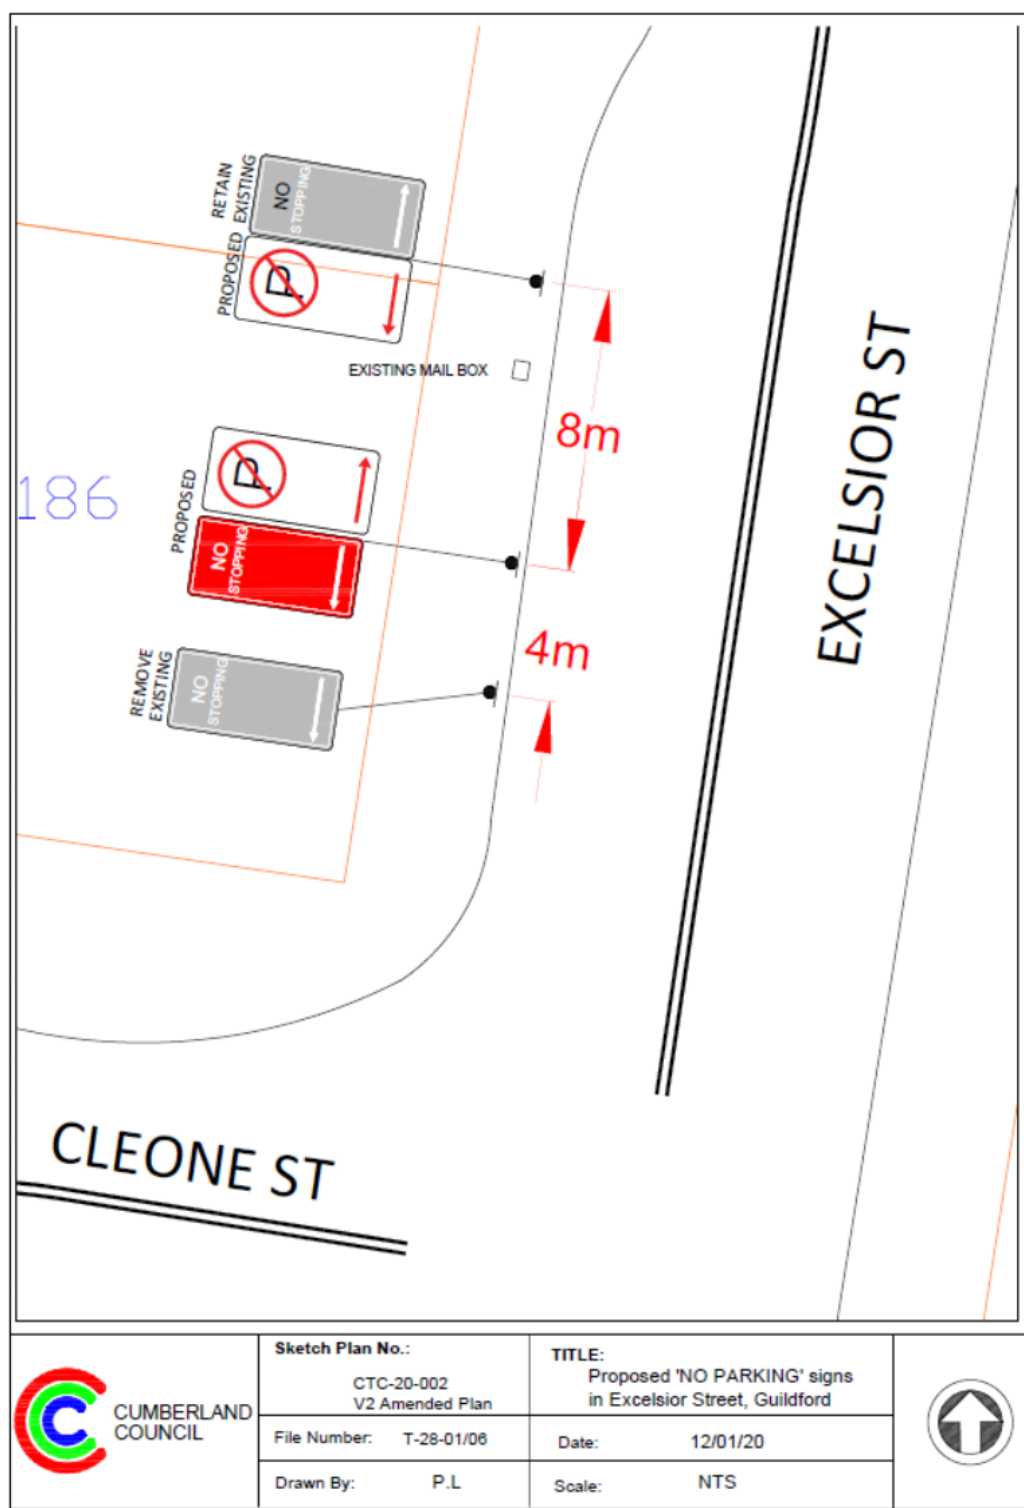 RETAIN
EXISTING
NO
STOPPING
PROPOSED
P
EXISTING MAIL BOX
8m
EXCELSIOR ST
P
186
PROPOSED
NO
STOPPING
4m
REMOVE
EXISTING
NO
STOPPING
CLEONE ST
CUMBERLAND
COUNCIL
Sketch Plan No.:
CTC-20-002
V2 Amended Plan
File Number: T-28-01/06
Drawn By: P.L
TITLE:
Proposed 'NO PARKING' signs
in Excelsior Street, Guildford
Date: 12/01/20
Scale: NTS